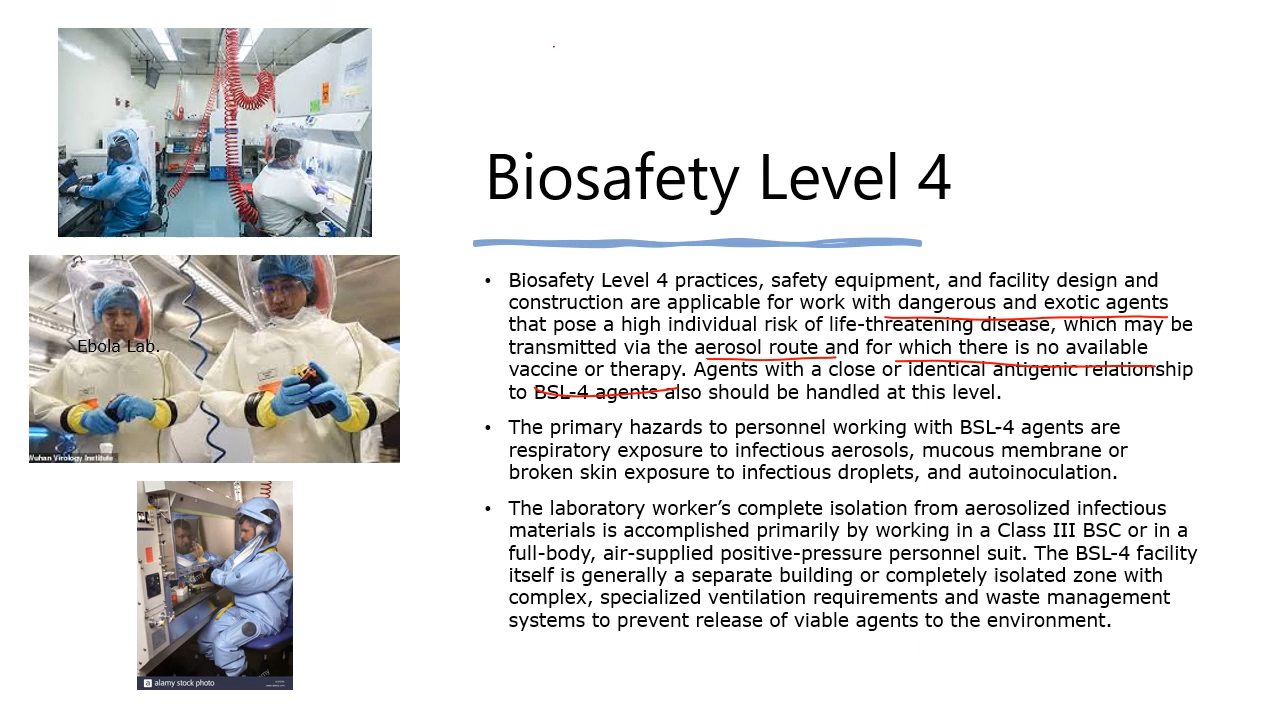 Biosafety Level 4
• Biosafety Level 4 practices, safety equipment, and facility design and
construction are applicable for work with dangerous and exotic agents
that pose a high individual risk of life-threatening disease, which may be
transmitted via the aerosol route and for which there is no available
vaccine or therapy. Agents with a close or identical antigenic relationship
to BSL-4 agents also should be handled at this level.
• The primary hazards to personnel working with BSL-4 agents are
respiratory exposure to infectious aerosols, mucous membrane or
broken skin exposure to infectious droplets, and autoinoculation.
• The laboratory worker’s complete isolation from aerosolized infectious
materials is accomplished primarily by working in a Class III BSC or in a
full-body, air-supplied positive-pressure personnel suit. The BSL-4 facility
itself is generally a separate building or completely isolated zone with
complex, specialized ventilation requirements and waste management
systems to prevent release of viable agents to the environment.
Ebola Lab.
Wuhan Virology Institute
a alamy stock photo